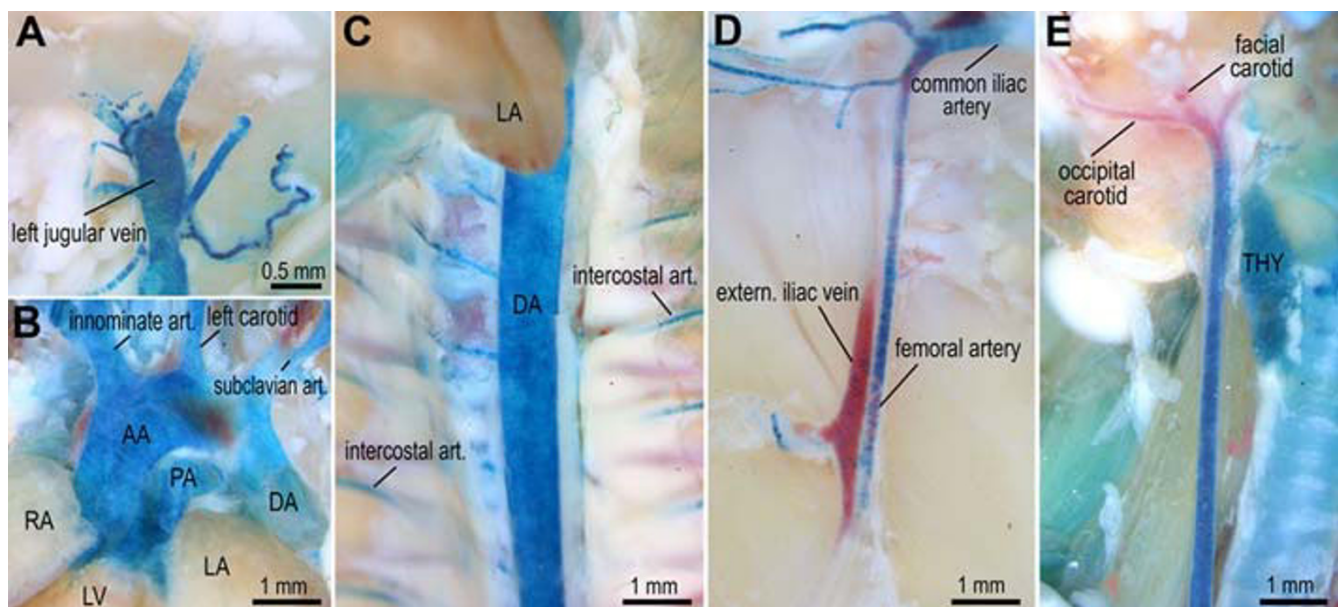 A
left jugular vein
0.5 mm
B
innominate art.
left carotid
subclavian art.
AA
PA
DA
RA
LA
LV
1 mm
C
LA
DA
intercostal art.
intercostal art.
1 mm
D
common iliac
artery
extern. iliac vein
femoral artery
1 mm
E
facial
carotid
occipital
carotid
THY
1 mm